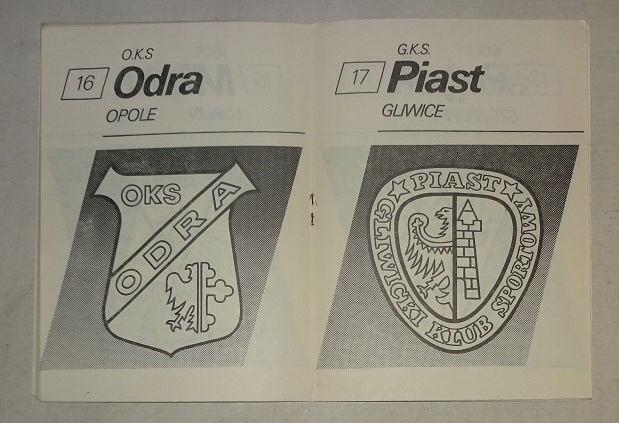 O.K.S
16 Odra
OPOLE
OKS
ODRA
G.K.S.
17 Piast
GLIWICE
PIAST
GLIWICKI KLUB SPORTOWY